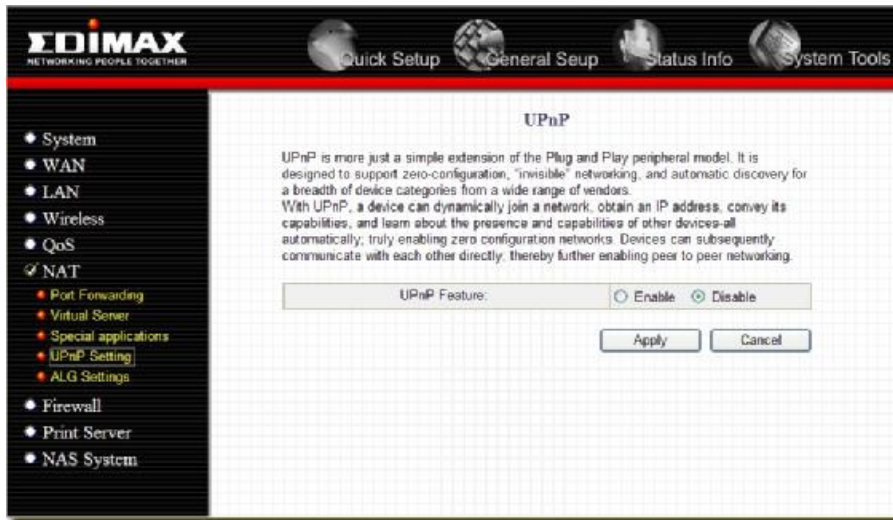 EDIMAX
NETWORKING PEOPLE TOGETHER
Quick Setup
General Seup
Status Info
System Tools
System
WAN
LAN
Wireless
QoS
NAT
Port Forwarding
Virtual Server
Special applications
UPnP Setting
ALG Settings
Firewall
Print Server
NAS System
UPnP
UPnP is more just a simple extension of the Plug and Play peripheral model. It is
designed to support zero-configuration, "invisible" networking, and automatic discovery for
a breadth of device categories from a wide range of vendors.
With UPnP, a device can dynamically join a network, obtain an IP address, convey its
capabilities, and learn about the presence and capabilities of other devices-all
automatically; truly enabling zero configuration networks. Devices can subsequently
communicate with each other directly, thereby further enabling peer to peer networking.
UPnP Feature: Enable Disable
Apply Cancel